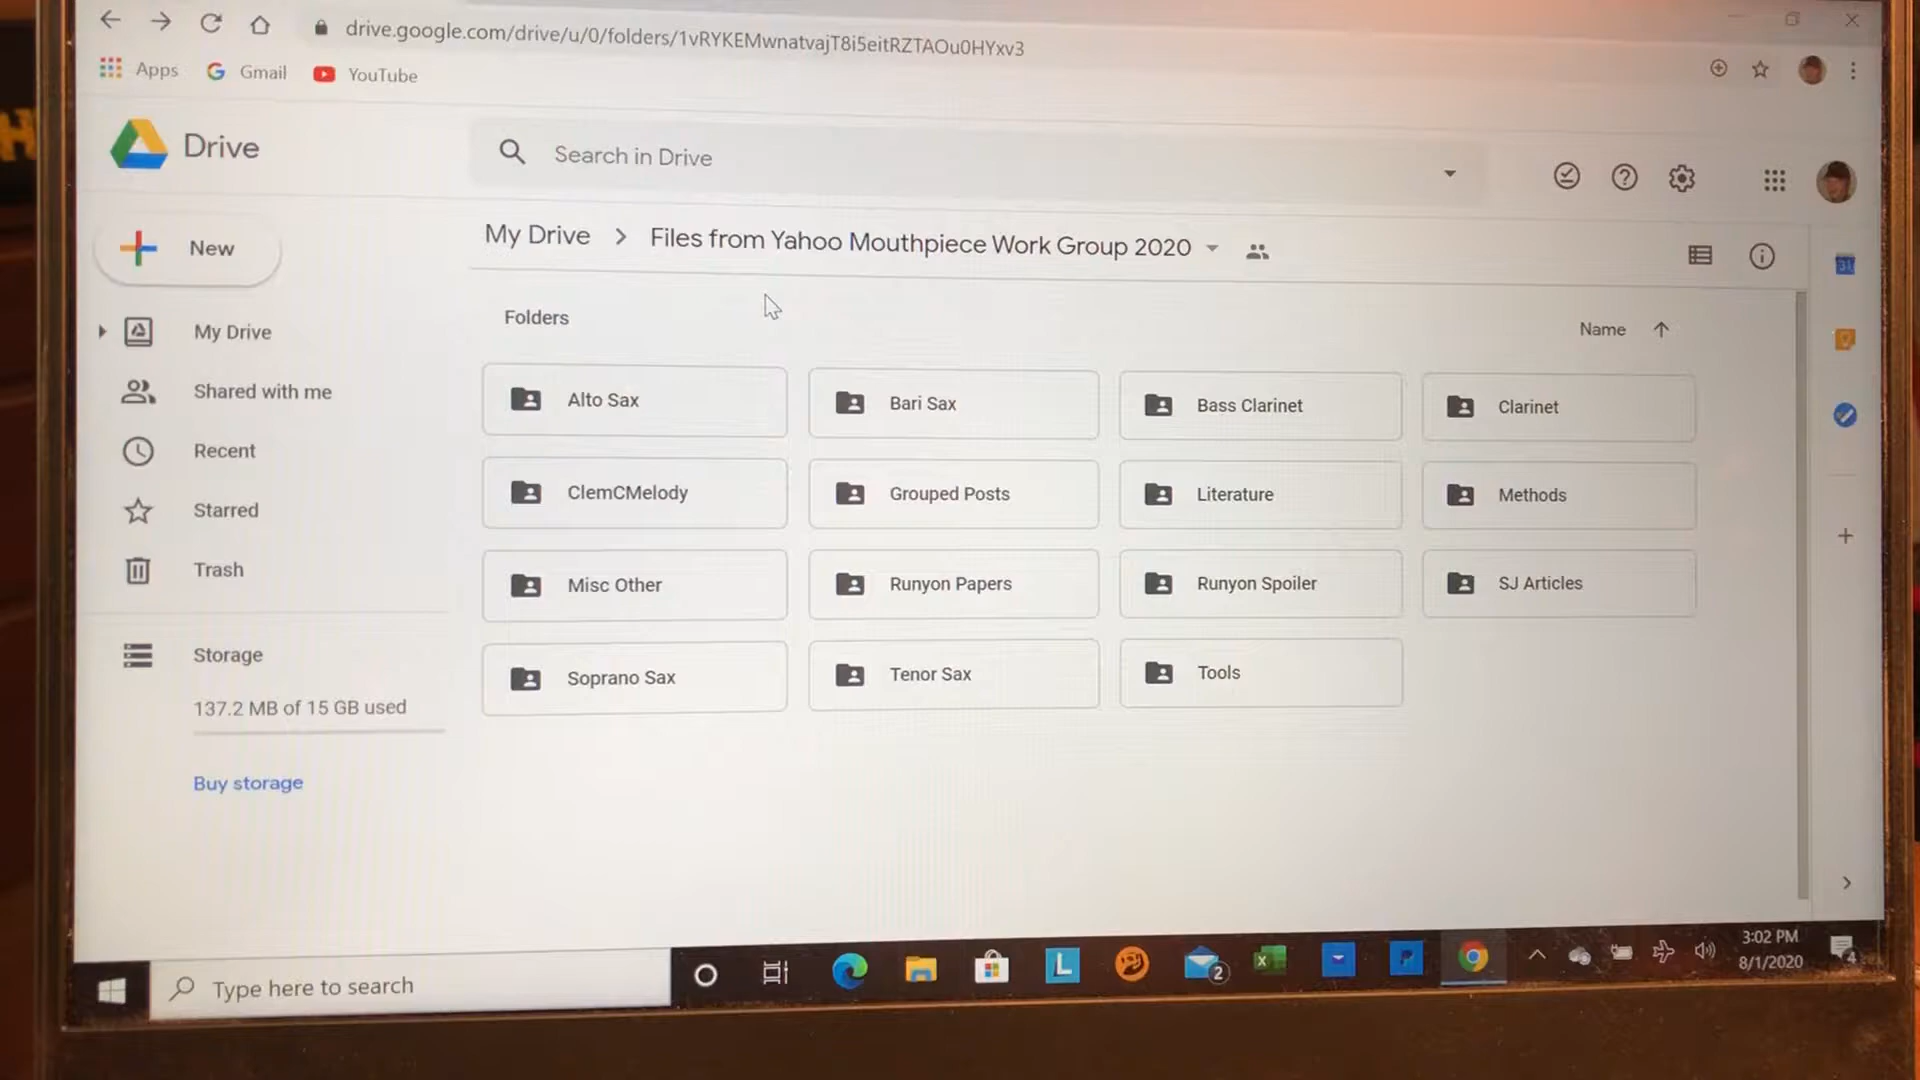 drive.google.com/drive/u/0/folders/1vRYKEMwnatvajT8i5eitRZTAOu0HYxv3
Apps Gmail YouTube
Drive
Search in Drive
New
My Drive > Files from Yahoo Mouthpiece Work Group 2020
Folders
Name
My Drive
Shared with me
Recent
Starred
Trash
Storage
137.2 MB of 15 GB used
Buy storage
Alto Sax Bari Sax Bass Clarinet Clarinet
ClemCMelody Grouped Posts Literature Methods
Misc Other Runyon Papers Runyon Spoiler SJ Articles
Soprano Sax Tenor Sax Tools
31
Type here to search
L
2
X
P
3:02 PM
8/1/2020
4